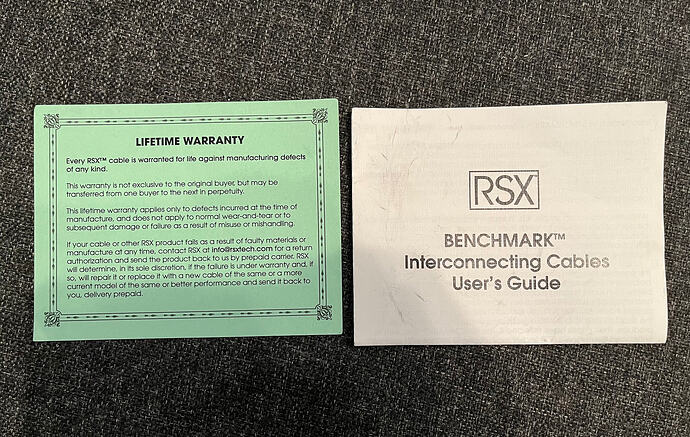 LIFETIME WARRANTY
Every RSX™ cable is warranted for life against manufacturing defects
of any kind.
This warranty is not exclusive to the original buyer, but may be
transferred from one buyer to the next in perpetuity.
This lifetime warranty applies only to defects incurred at the time of
manufacture, and does not apply to normal wear-and-tear or to
subsequent damage or failure as a result of misuse or mishandling.
If your cable or other RSX product fails as a result of faulty materials or
manufacture at any time, contact RSX at info@rsxtech.com for a return
authorization and send the product back to us by prepaid carrier. RSX
will determine, in its sole discretion, if the failure is under warranty and, if
so, will repair it or replace it with a new cable of the same or a more
current model of the same or better performance and send it back to
you, delivery prepaid.
RSX
BENCHMARK™
Interconnecting Cables
User's Guide